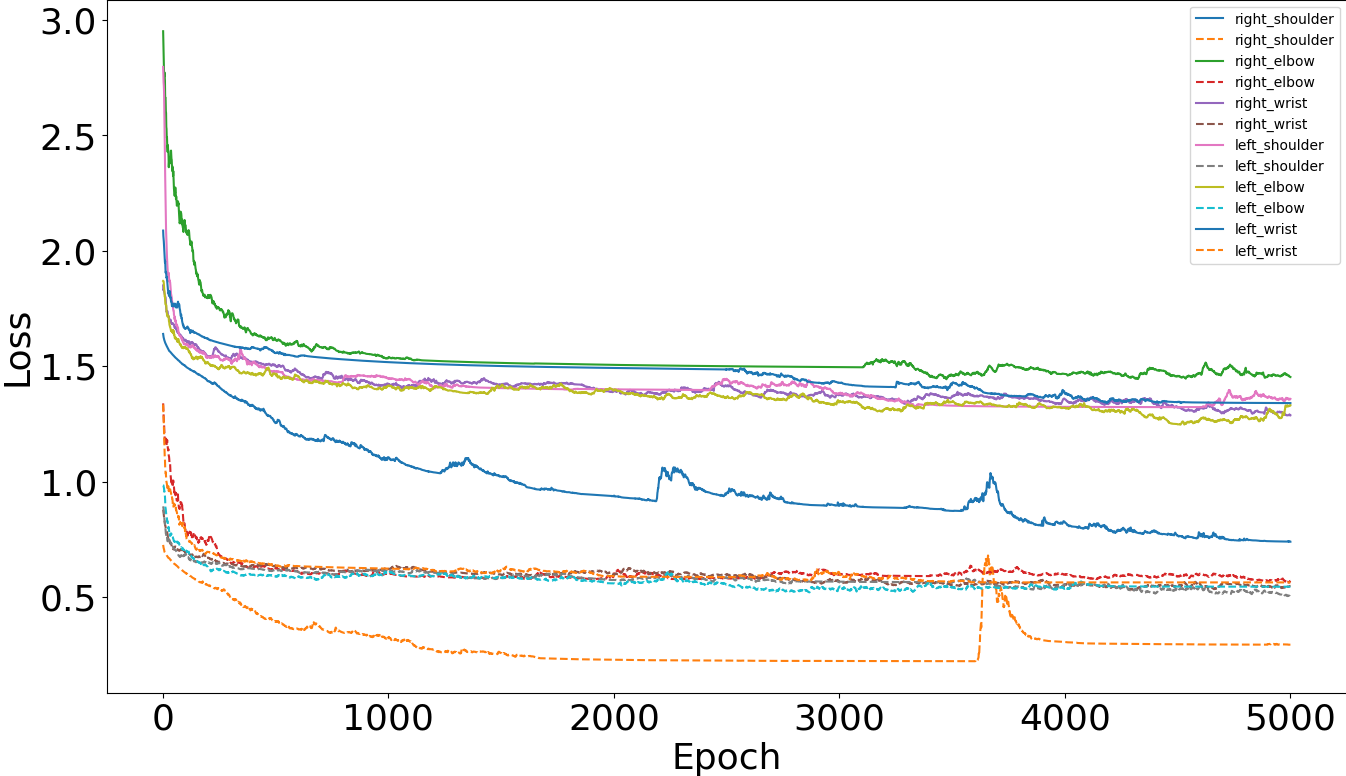 3.0
2.5
2.0
1.5
1.0
0.5
Loss
0
1000
2000
3000
4000
5000
Epoch
right_shoulder
right_shoulder
right_elbow
right_elbow
right_wrist
right_wrist
left_shoulder
left_shoulder
left_elbow
left_elbow
left_wrist
left_wrist